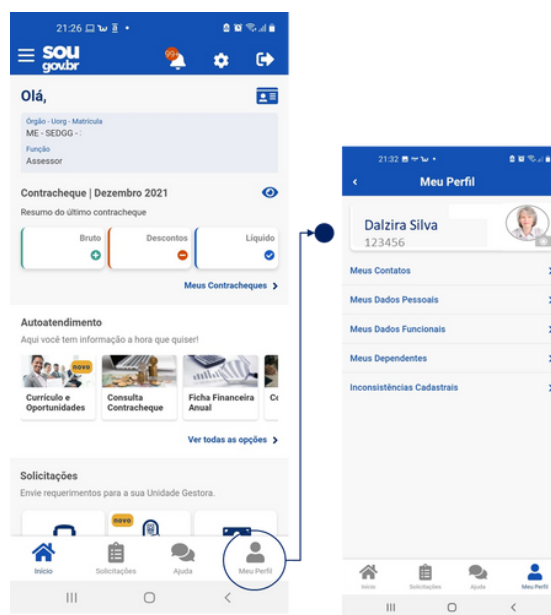 21:26
sou
gov.br
99+
Olá,
Órgão - Uorg - Matrícula
ME - SEDGG - :
Função
Assessor
Contracheque | Dezembro 2021
Resumo do último contracheque
Bruto
Descontos
Líquido
Meus Contracheques
Autoatendimento
Aqui você tem informação a hora que quiser!
novo
Currículo e
Oportunidades
Consulta
Contracheque
Ficha Financeira
Anual
Ver todas as opções
Solicitações
Envie requerimentos para a sua Unidade Gestora.
novo
Início
Solicitações
Ajuda
Meu Perfil
21:32
Meu Perfil
Dalzira Silva
123456
Meus Contatos
Meus Dados Pessoais
Meus Dados Funcionais
Meus Dependentes
Inconsistências Cadastrais
Início
Solicitações
Ajuda
Meu Perfil